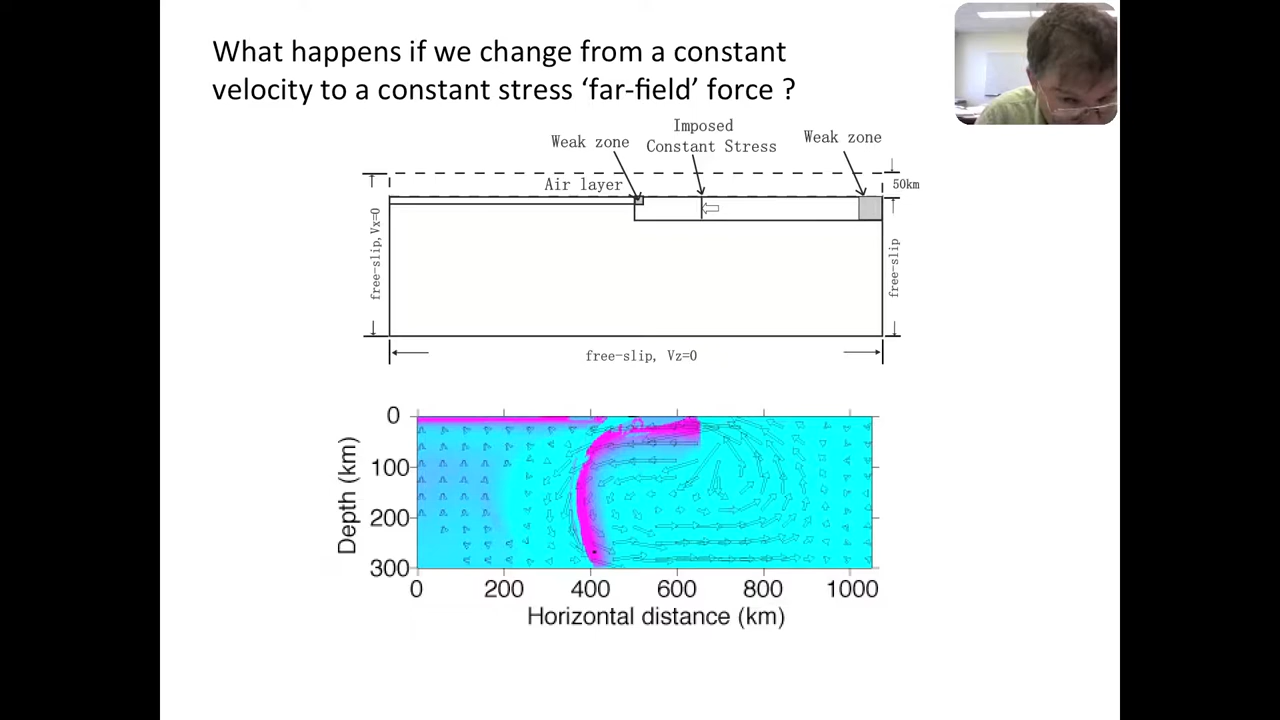 What happens if we change from a constant
velocity to a constant stress ‘far-field’ force ?
Imposed
Weak zone Constant Stress Weak zone
Air layer 50km
free-slip,Vx=0
free-slip
free-slip, Vz=0
0
100
200
300
Depth (km)
0 200 400 600 800 1000
Horizontal distance (km)